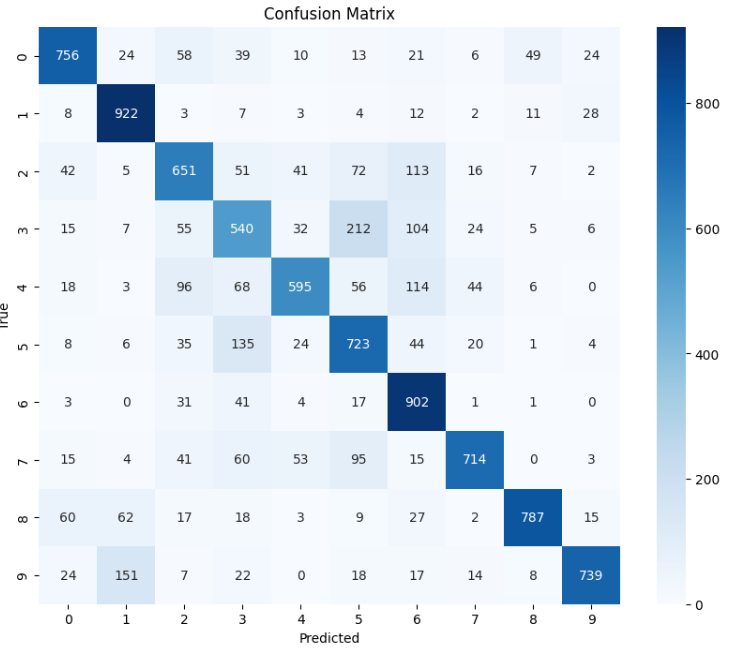 Confusion Matrix
0 756 24 58 39 10 13 21 6 49 24
1 8 922 3 7 3 4 12 2 11 28
2 42 5 651 51 41 72 113 16 7 2
3 15 7 55 540 32 212 104 24 5 6
4 18 3 96 68 595 56 114 44 6 0
5 8 6 35 135 24 723 44 20 1 4
6 3 0 31 41 4 17 902 1 1 0
7 15 4 41 60 53 95 15 714 0 3
8 60 62 17 18 3 9 27 2 787 15
9 24 151 7 22 0 18 17 14 8 739
0 1 2 3 4 5 6 7 8 9
Predicted
True
800
600
400
200
0